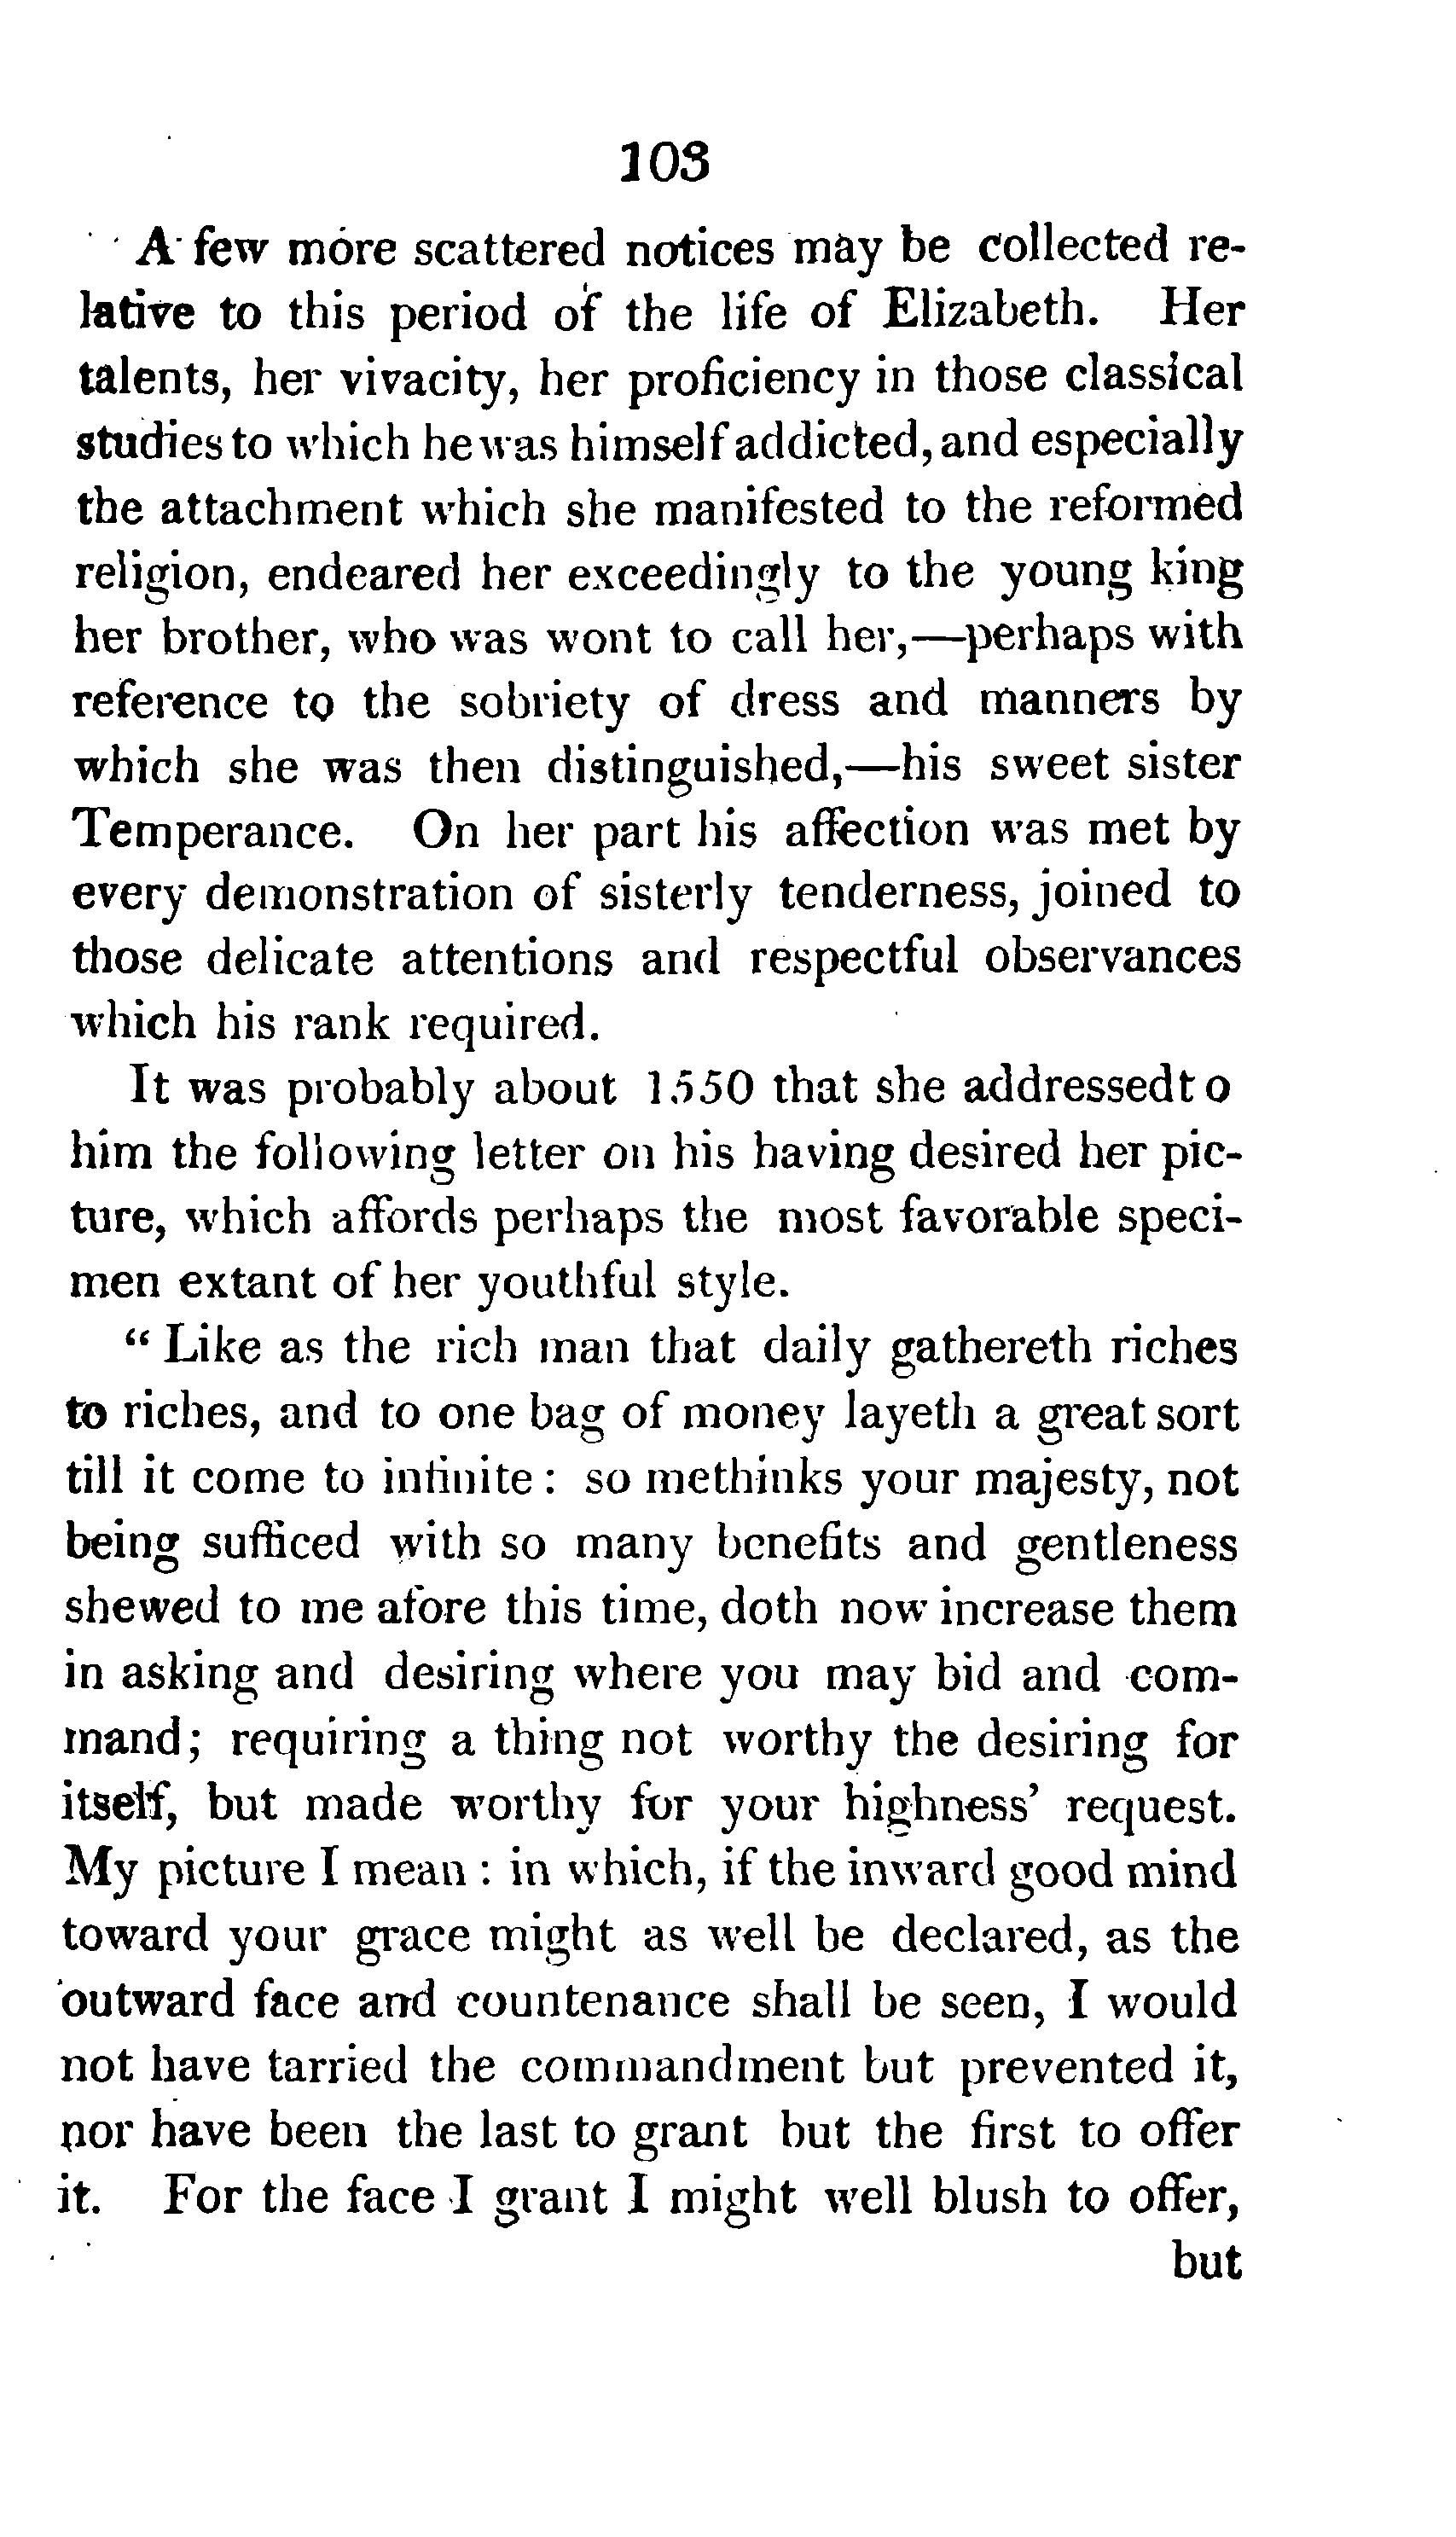 103
A few more scattered notices may be collected re-
lative to this period of the life of Elizabeth. Her
talents, her vivacity, her proficiency in those classical
studies to which he was himself addicted, and especially
the attachment which she manifested to the reformed
religion, endeared her exceedingly to the young king
her brother, who was wont to call her,—perhaps with
reference to the sobriety of dress and manners by
which she was then distinguished,—his sweet sister
Temperance. On her part his affection was met by
every demonstration of sisterly tenderness, joined to
those delicate attentions and respectful observances
which his rank required.
It was probably about 1550 that she addressedt o
him the following letter on his having desired her pic-
ture, which affords perhaps the most favorable speci-
men extant of her youthful style.
“ Like as the rich man that daily gathereth riches
to riches, and to one bag of money layeth a great sort
till it come to infinite : so methinks your majesty, not
being sufficed with so many benefits and gentleness
shewed to me afore this time, doth now increase them
in asking and desiring where you may bid and com-
mand; requiring a thing not worthy the desiring for
itself, but made worthy for your highness’ request.
My picture I mean : in which, if the inward good mind
toward your grace might as well be declared, as the
outward face and countenance shall be seen, I would
not have tarried the commandment but prevented it,
nor have been the last to grant but the first to offer
it. For the face I grant I might well blush to offer,
but